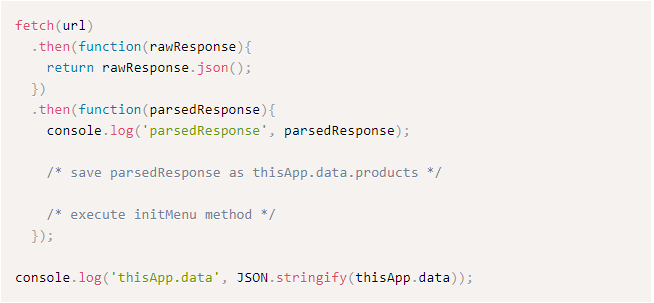 fetch(url)
  .then(function(rawResponse){
    return rawResponse.json();
  })
  .then(function(parsedResponse){
    console.log('parsedResponse', parsedResponse);

    /* save parsedResponse as thisApp.data.products */

    /* execute initMenu method */
  });

console.log('thisApp.data', JSON.stringify(thisApp.data));